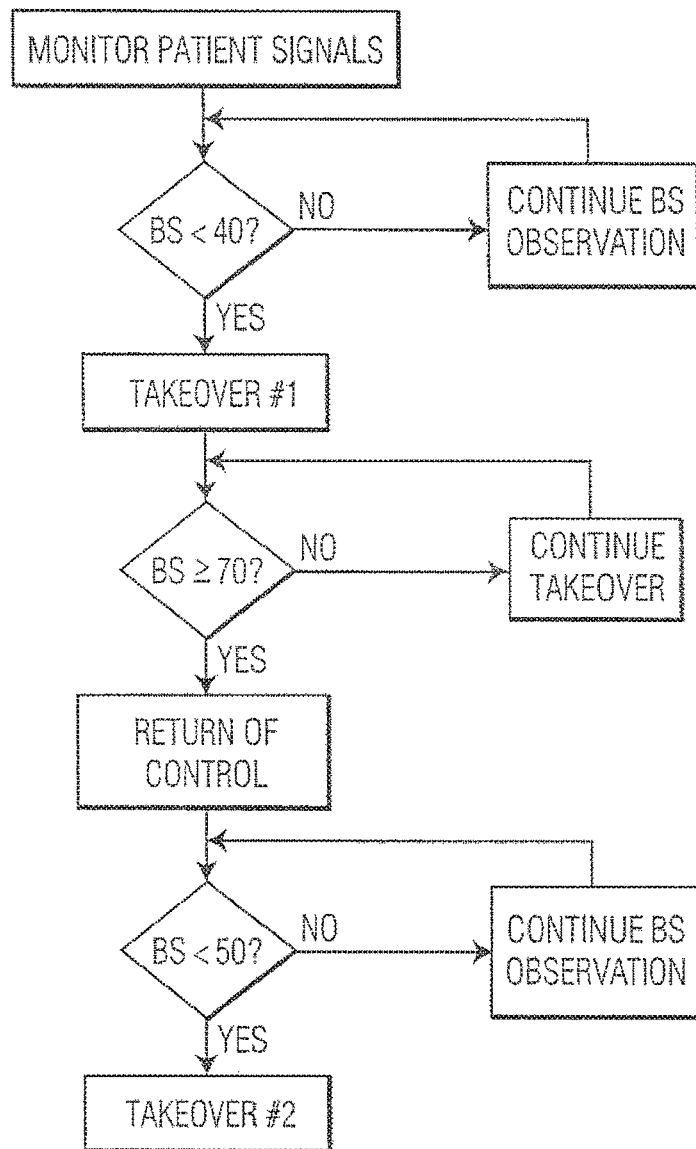 MONITOR PATIENT SIGNALS
BS < 40?
NO
CONTINUE BS
OBSERVATION
YES
TAKEOVER #1
BS ≥ 70?
NO
CONTINUE
TAKEOVER
YES
RETURN OF
CONTROL
BS < 50?
NO
CONTINUE BS
OBSERVATION
YES
TAKEOVER #2